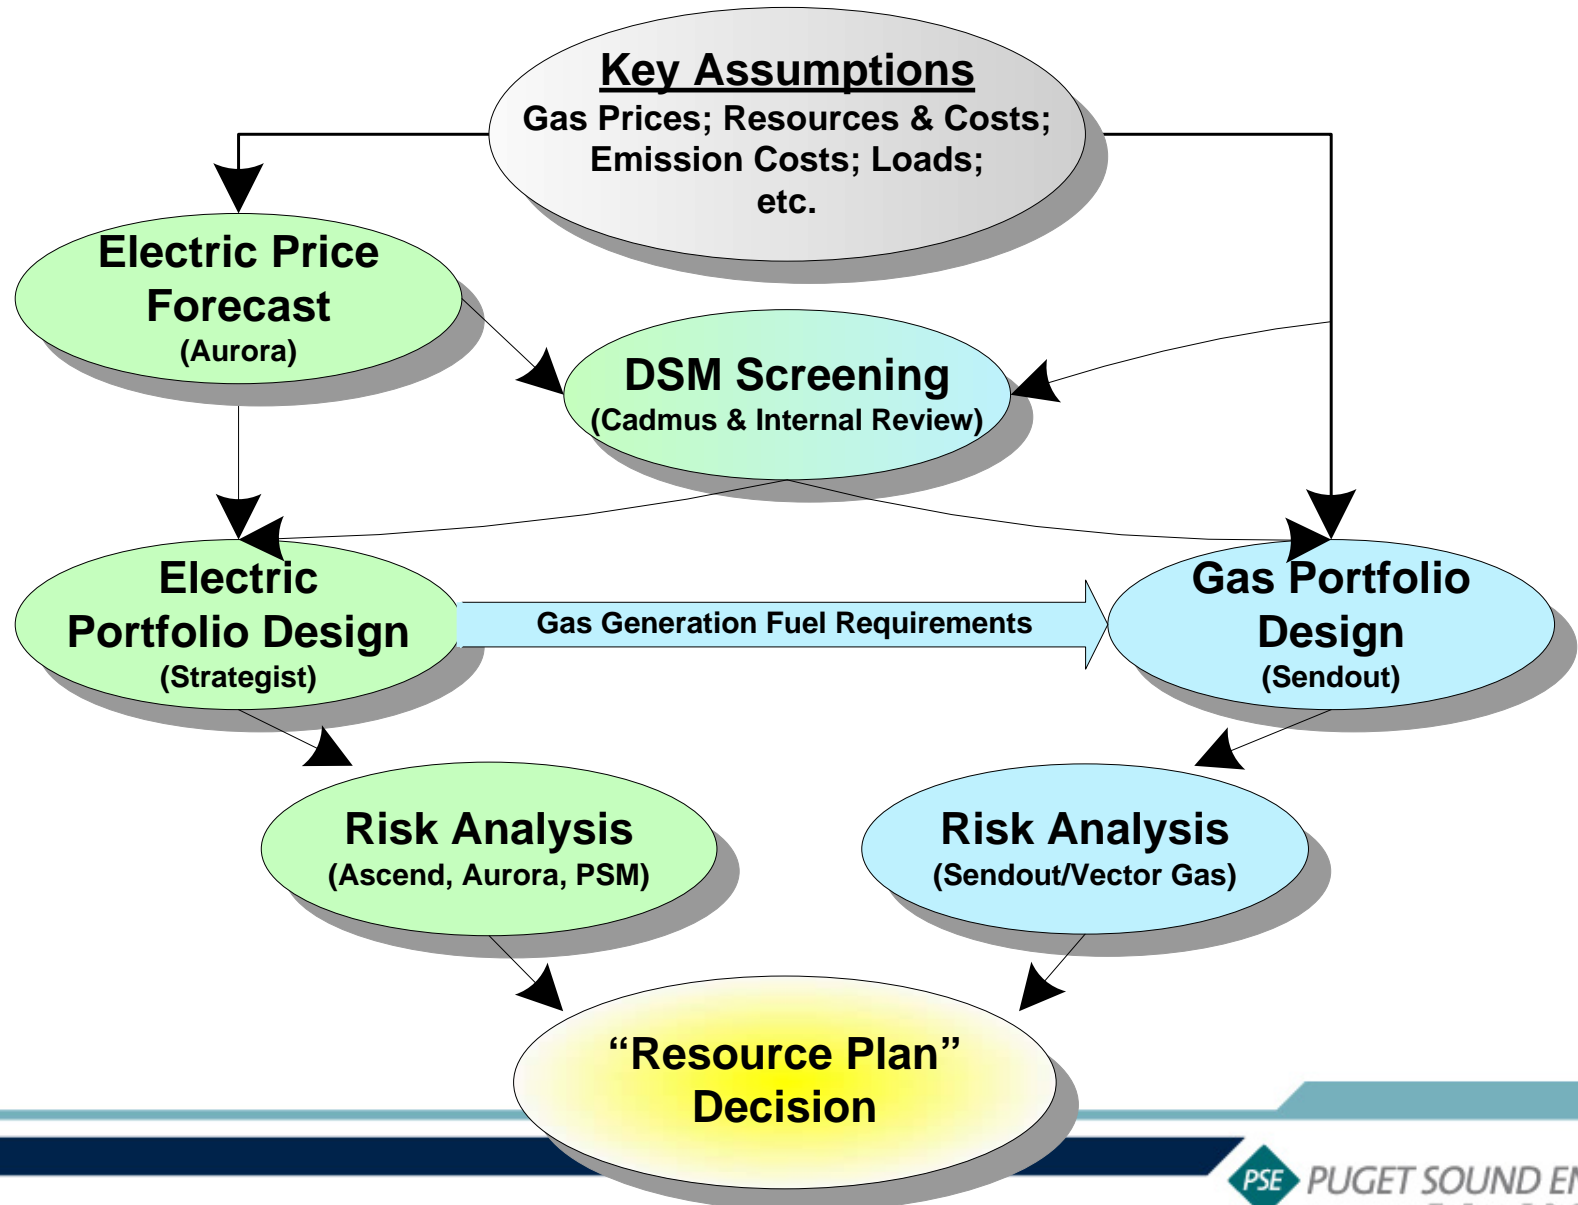 Key Assumptions
Gas Prices; Resources & Costs;
Emission Costs; Loads;
etc.
Electric Price
Forecast
(Aurora)
DSM Screening
(Cadmus & Internal Review)
Electric
Portfolio Design
(Strategist)
Gas Generation Fuel Requirements
Gas Portfolio
Design
(Sendout)
Risk Analysis
(Ascend, Aurora, PSM)
Risk Analysis
(Sendout/Vector Gas)
“Resource Plan”
Decision
PSE PUGET SOUND EN